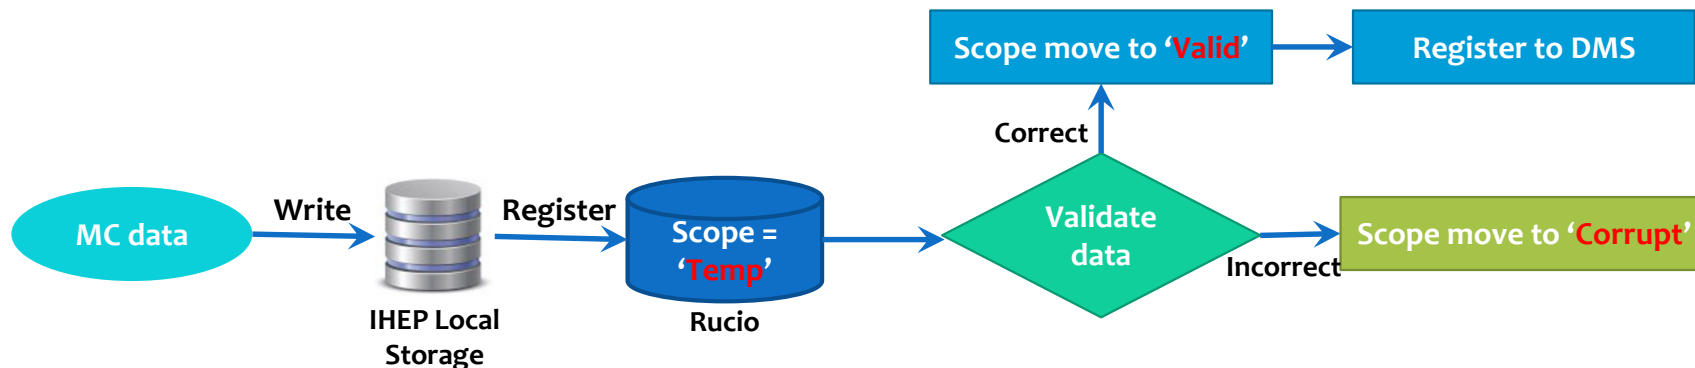 Scope move to ‘Valid’
Register to DMS
Correct
MC data
Write
IHEP Local
Storage
Register
Scope =
‘Temp’
Rucio
Validate
data
Incorrect
Scope move to ‘Corrupt’